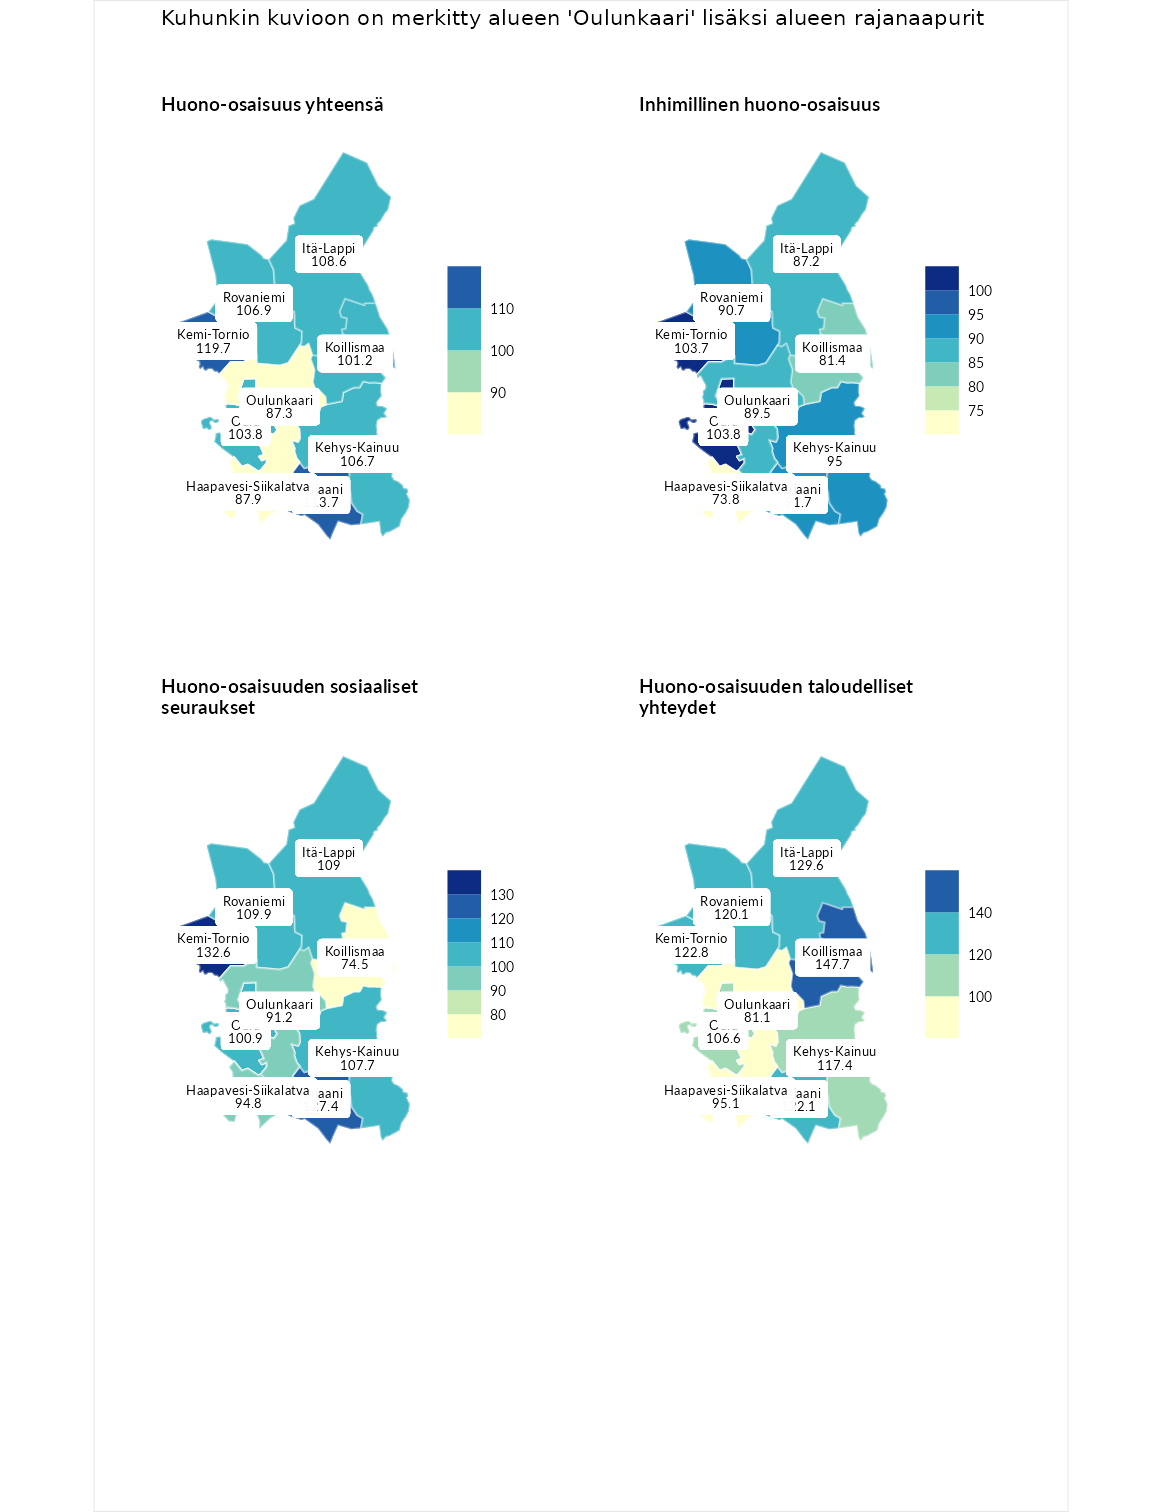 Kuhunkin kuvioon on merkitty alueen 'Oulunkaari' lisäksi alueen rajanaapurit
Huono-osaisuus yhteensä
Itä-Lappi
108.6
Rovaniemi
106.9
Kemi-Tornio
119.7
Koillismaa
101.2
Oulunkaari
87.3
103.8
Kehys-Kainuu
106.7
Haapavesi-Siikalatva
87.9
110
100
90
Inhimillinen huono-osaisuus
Itä-Lappi
87.2
Rovaniemi
90.7
Kemi-Tornio
103.7
Koillismaa
81.4
Oulunkaari
89.5
103.8
Kehys-Kainuu
95
Haapavesi-Siikalatva
73.8
100
95
90
85
80
75
Huono-osaisuuden sosiaaliset
seuraukset
Itä-Lappi
109
Rovaniemi
109.9
Kemi-Tornio
132.6
Koillismaa
74.5
Oulunkaari
91.2
100.9
Kehys-Kainuu
107.7
Haapavesi-Siikalatva
94.8
130
120
110
100
90
80
Huono-osaisuuden taloudelliset
yhteydet
Itä-Lappi
129.6
Rovaniemi
120.1
Kemi-Tornio
122.8
Koillismaa
147.7
Oulunkaari
81.1
106.6
Kehys-Kainuu
117.4
Haapavesi-Siikalatva
95.1
140
120
100